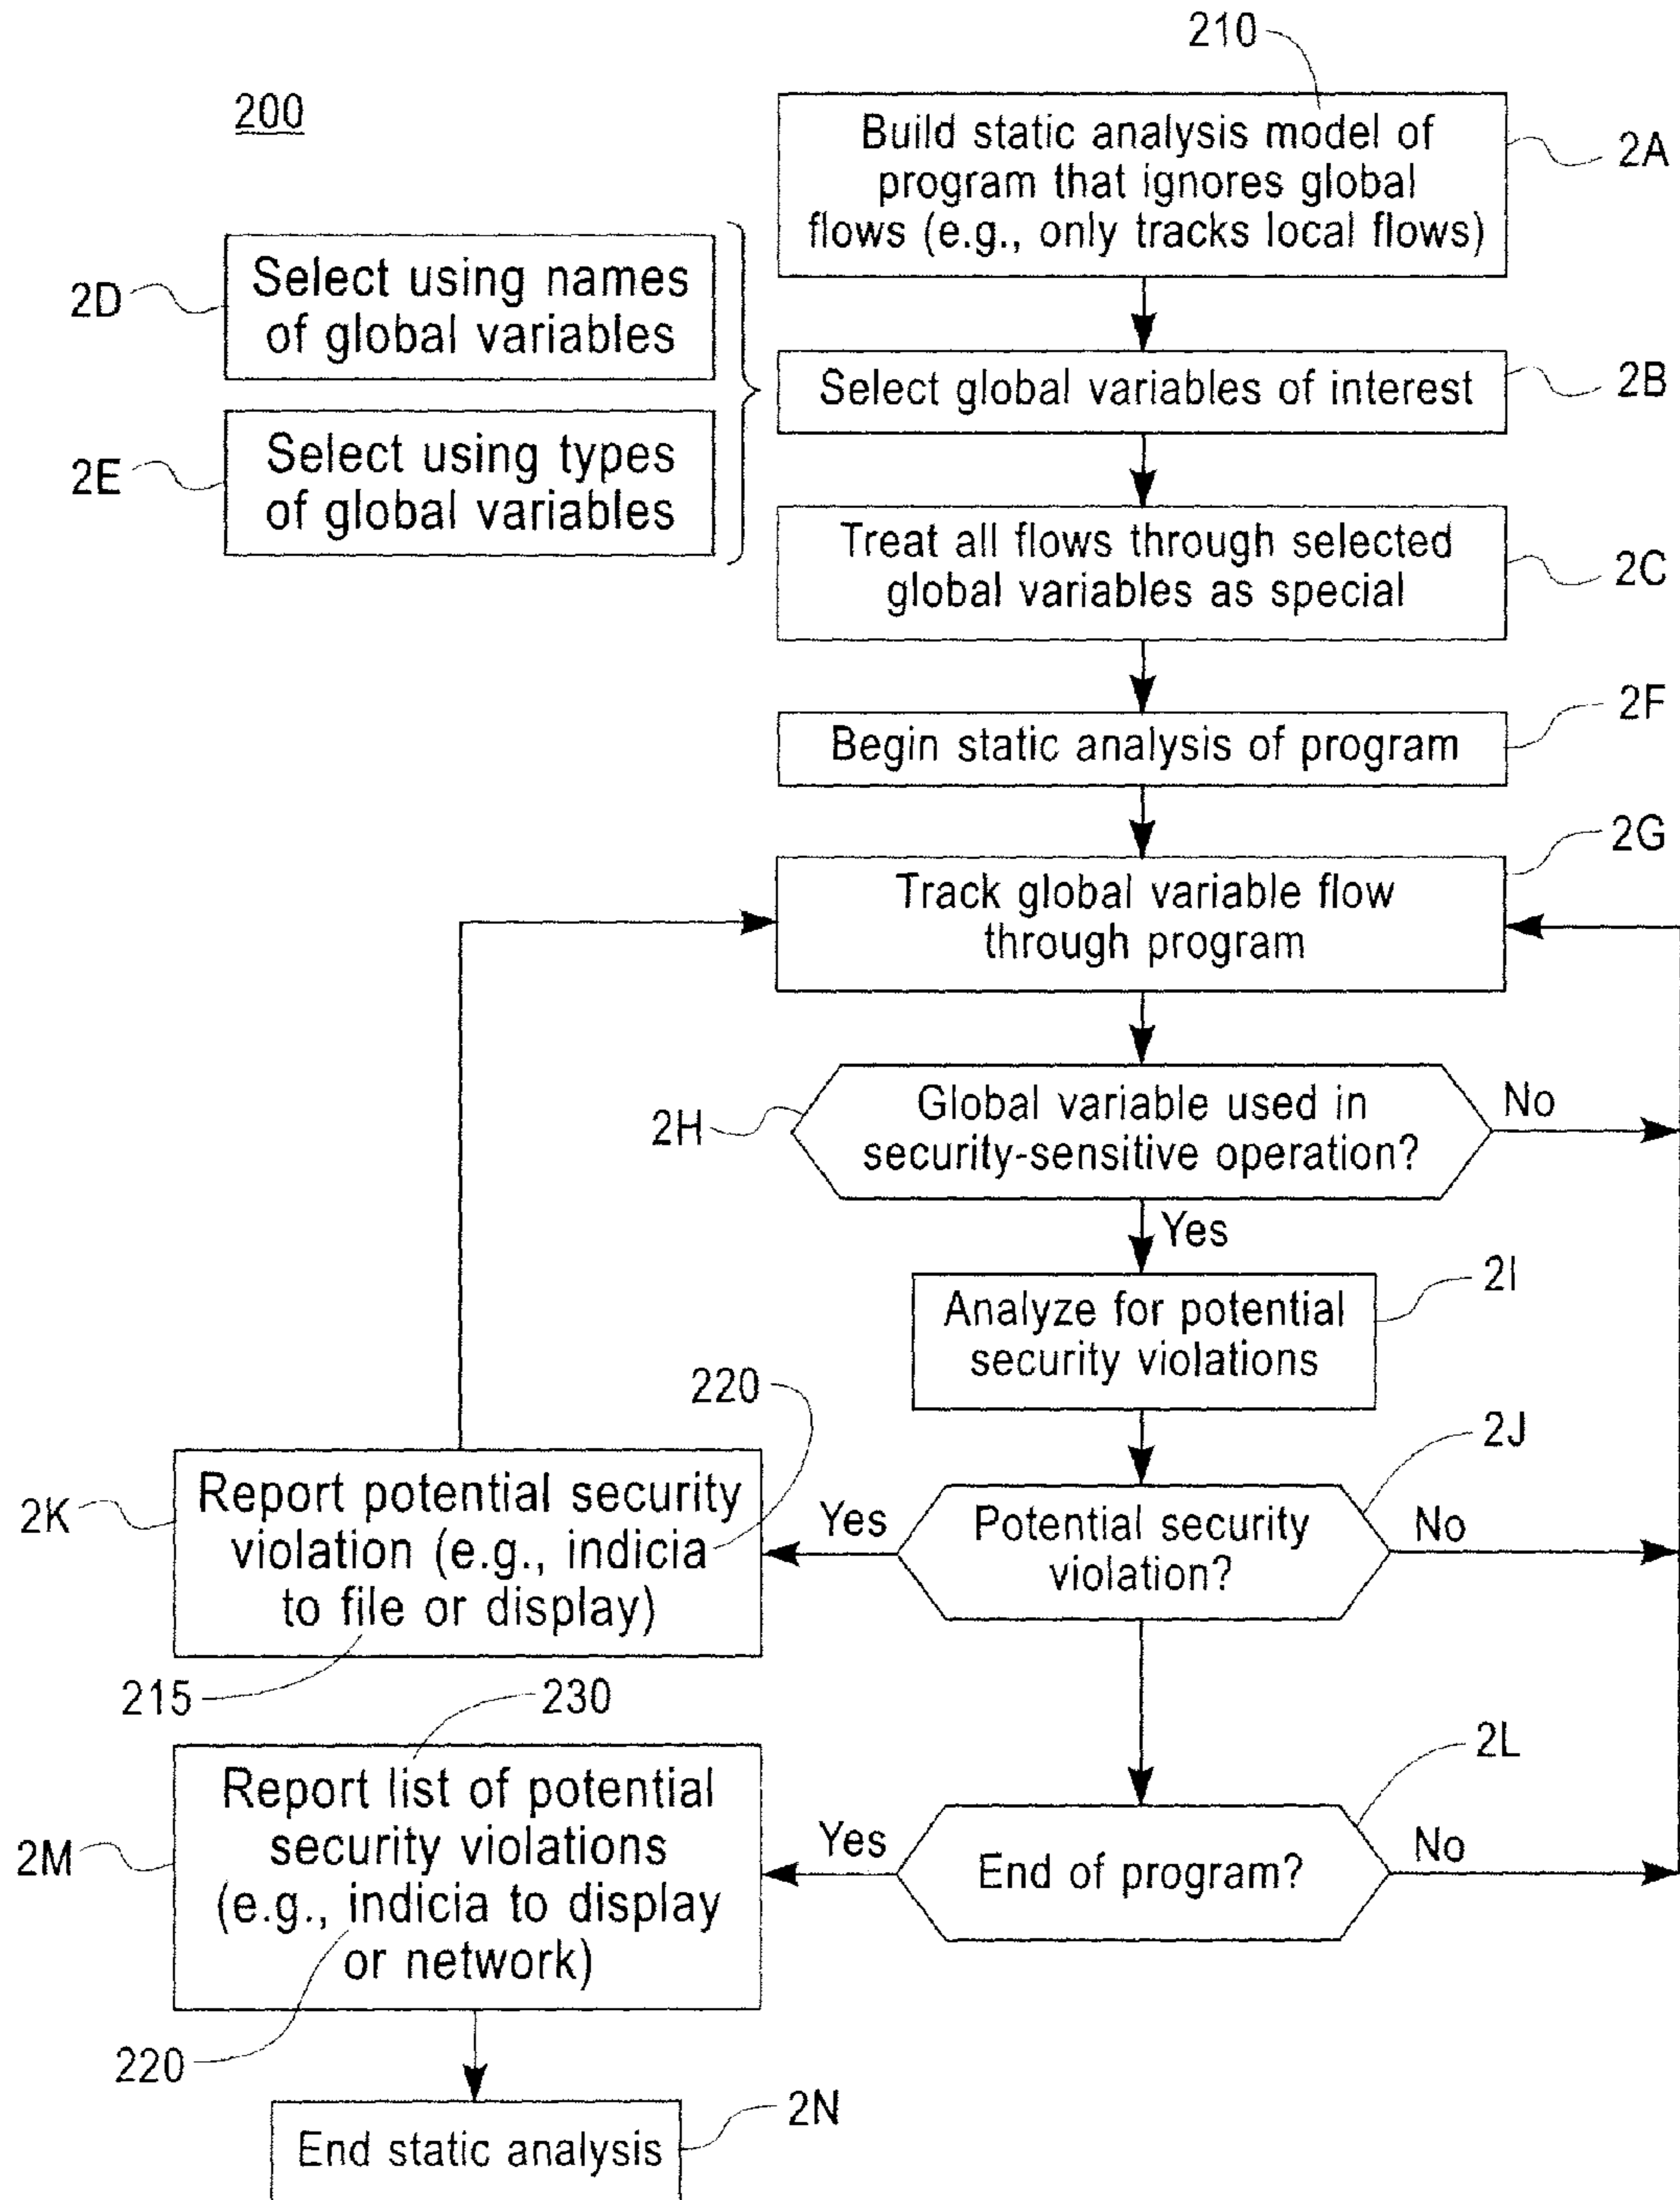 210
200
Build static analysis model of
program that ignores global
flows (e.g., only tracks local flows)
2A
2D
Select using names
of global variables
Select global variables of interest
2B
2E
Select using types
of global variables
Treat all flows through selected
global variables as special
2C
Begin static analysis of program
2F
Track global variable flow
through program
2G
2H
Global variable used in
security-sensitive operation?
No
Yes
Analyze for potential
security violations
2I
220
2J
2K
Report potential security
violation (e.g., indicia
to file or display)
Yes
Potential security
violation?
No
215
230
2L
2M
Report list of potential
security violations
(e.g., indicia to display
or network)
Yes
End of program?
No
220
End static analysis
2N